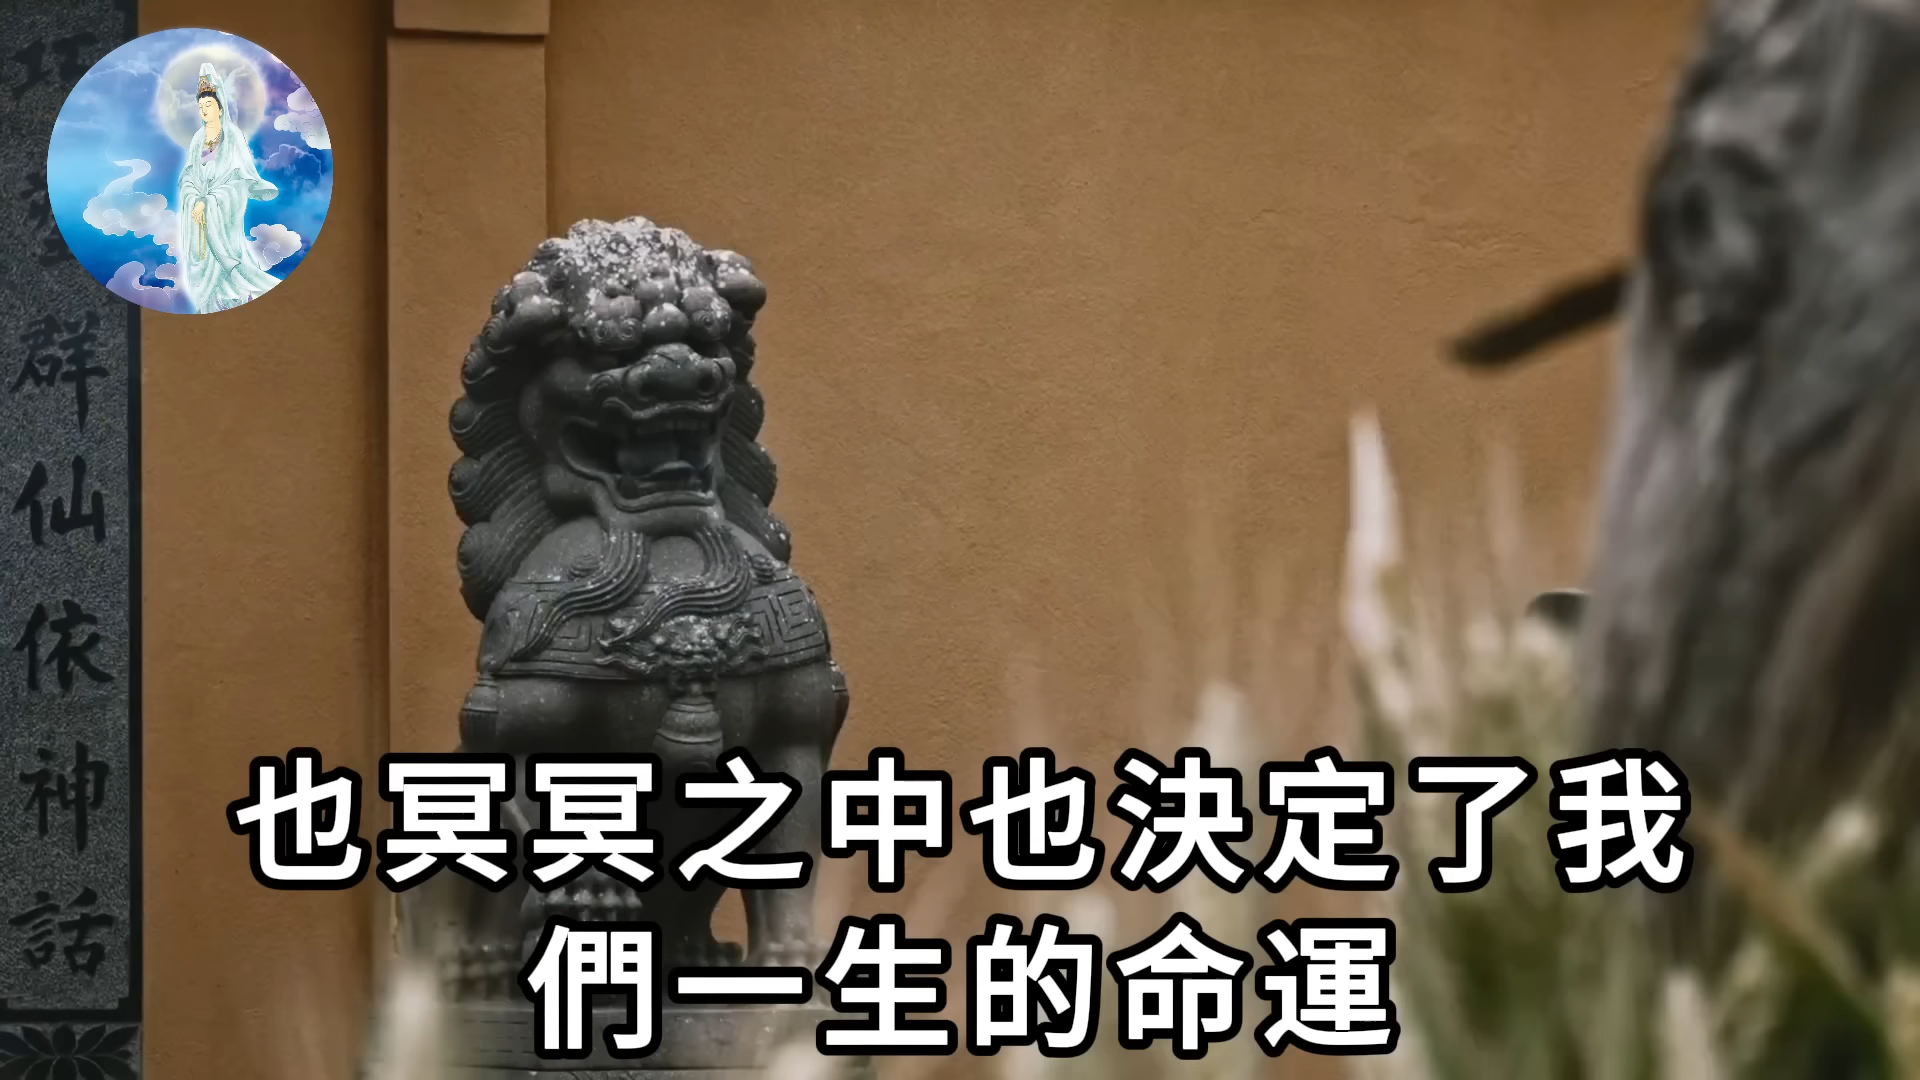 群仙依神話
也冥冥之中也決定了我
們一生的命運